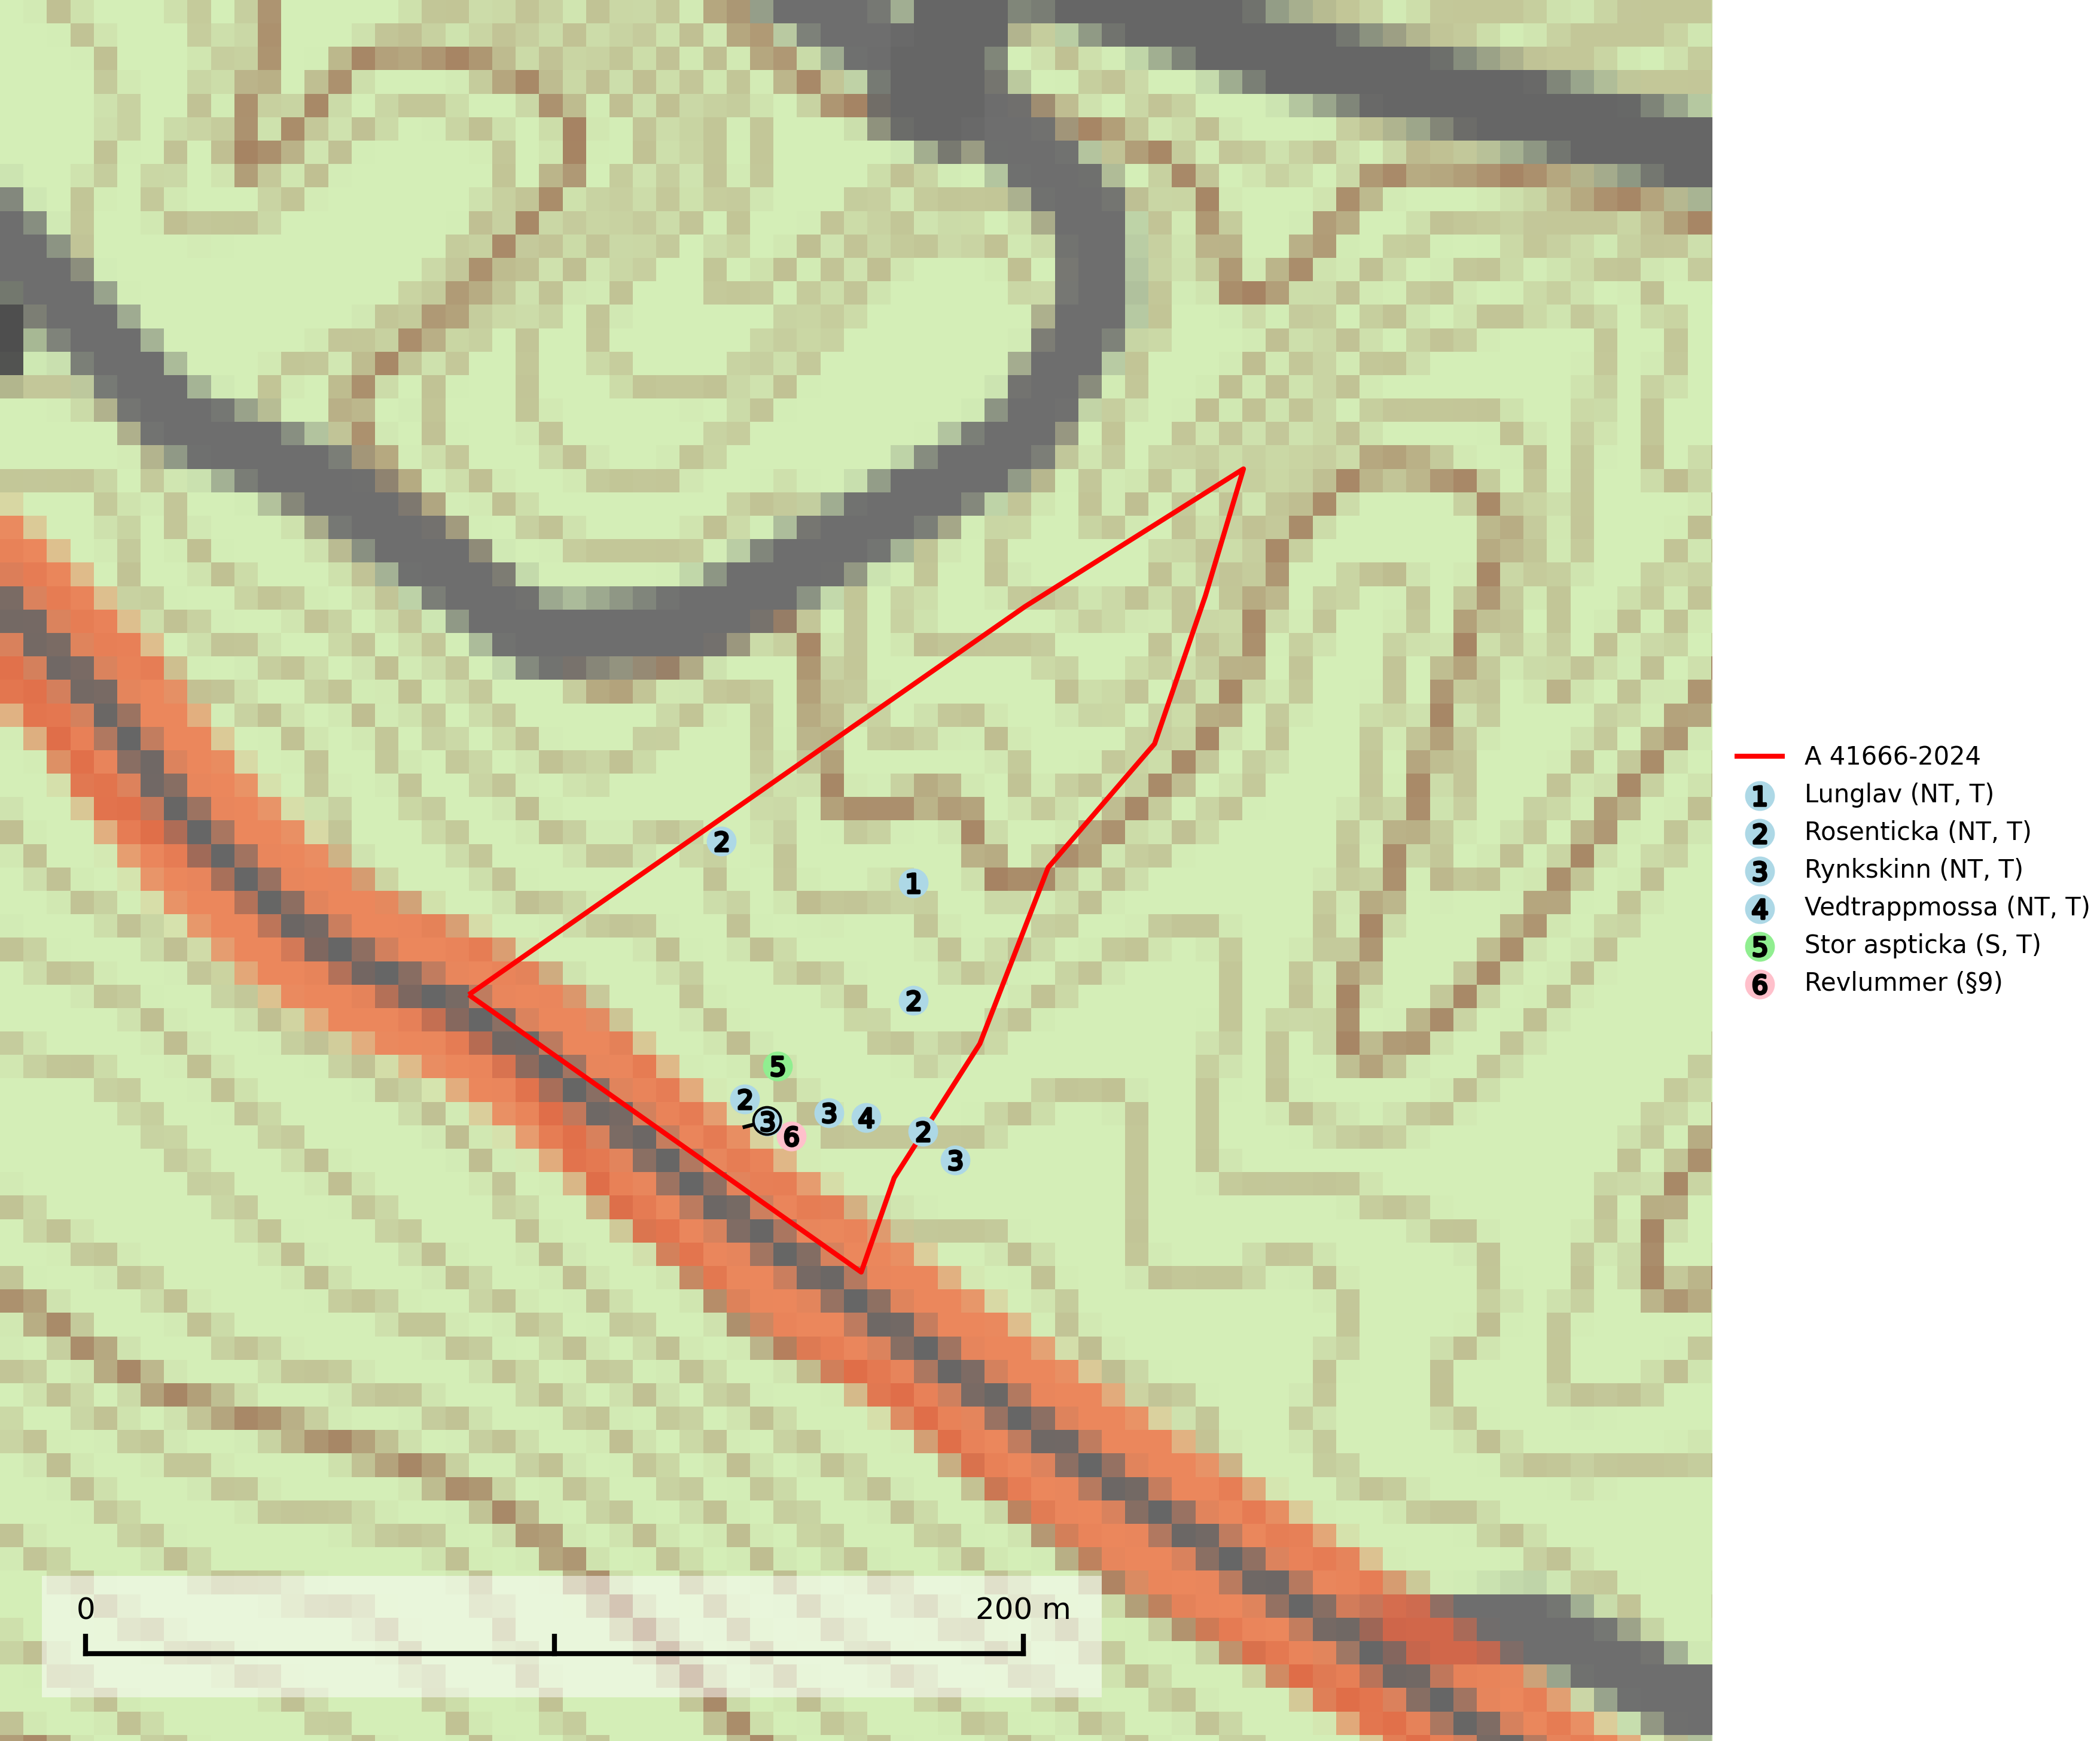 2
1
2
5
2
3
3
4
6
2
3
0
200 m
A 41666-2024
1 Lunglav (NT, T)
2 Rosenticka (NT, T)
3 Rynkskinn (NT, T)
4 Vedtrappmossa (NT, T)
5 Stor aspticka (S, T)
6 Revlummer (§9)